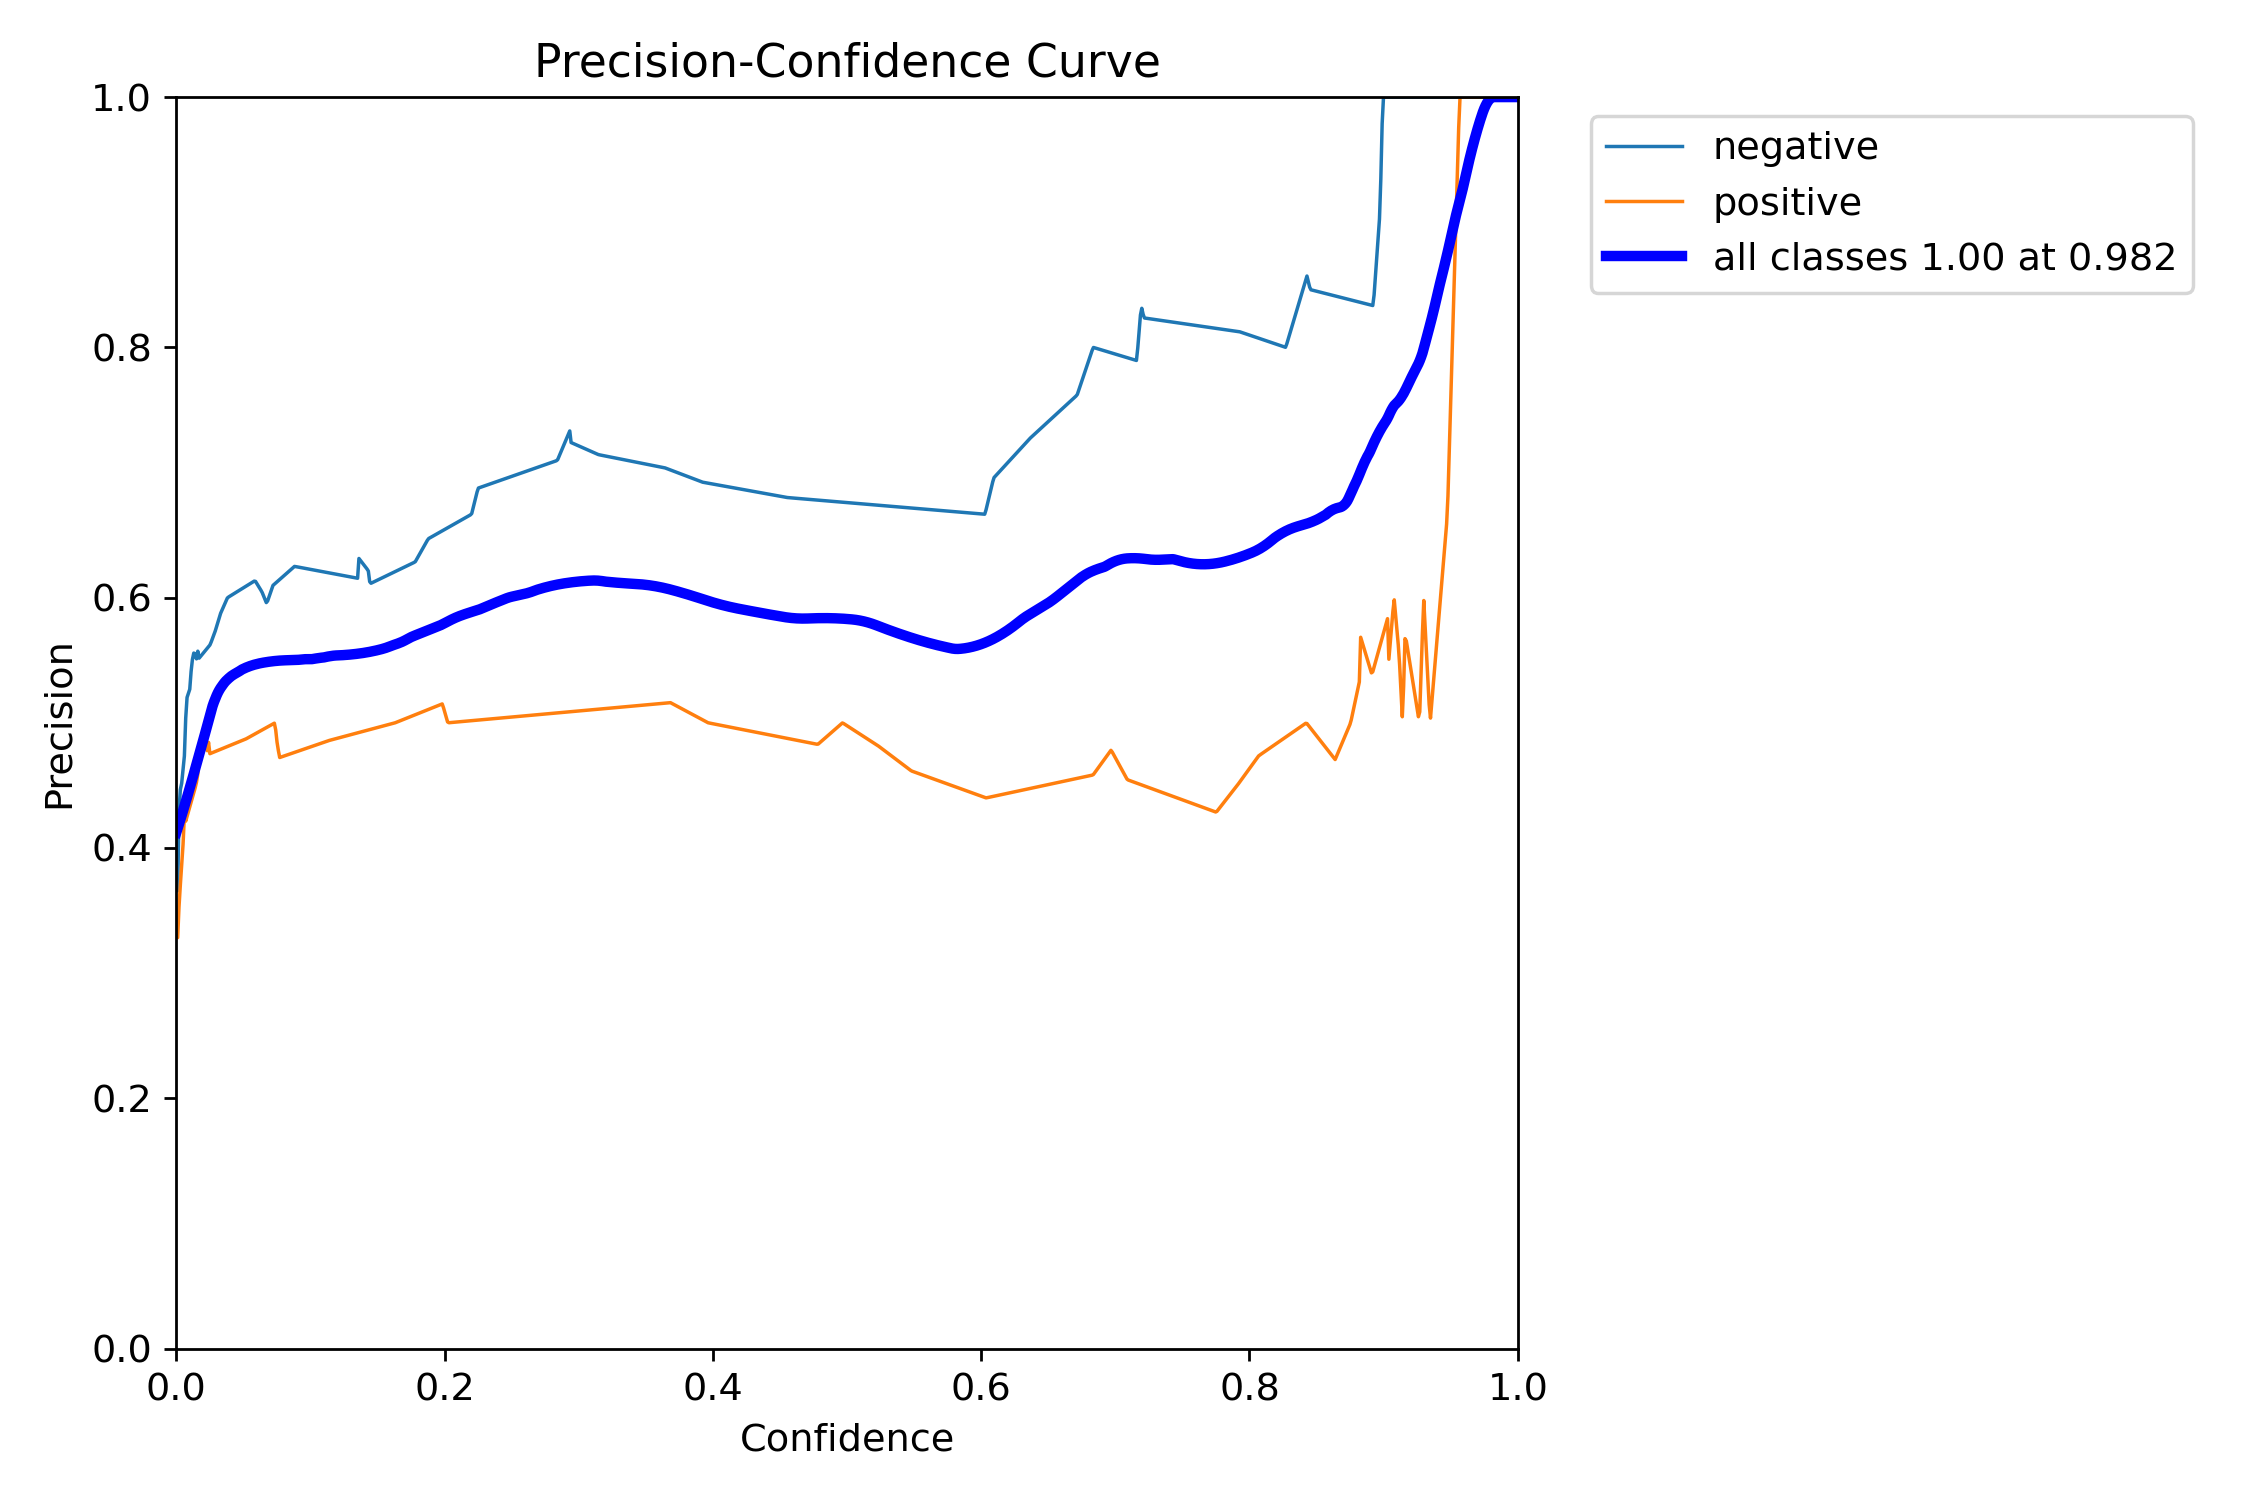 Precision-Confidence Curve
1.0
0.8
0.6
0.4
0.2
0.0
Precision
0.0 0.2 0.4 0.6 0.8 1.0
Confidence
negative
positive
all classes 1.00 at 0.982